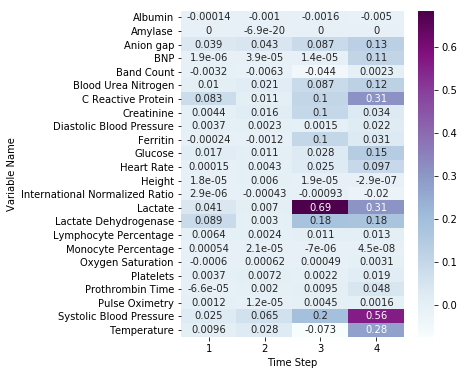 Variable Name
Albumin -0.00014 -0.001 -0.0016 -0.005
Amylase 0 -6.9e-20 0 0
Anion gap 0.039 0.043 0.087 0.13
BNP 1.9e-06 3.9e-05 1.4e-05 0.11
Band Count -0.0032 -0.0063 -0.044 0.0023
Blood Urea Nitrogen 0.01 0.021 0.087 0.12
C Reactive Protein 0.083 0.011 0.1 0.31
Creatinine 0.0044 0.016 0.1 0.034
Diastolic Blood Pressure 0.0037 0.0023 0.0015 0.022
Ferritin -0.00024 -0.0012 0.1 0.031
Glucose 0.017 0.011 0.028 0.15
Heart Rate 0.00015 0.0043 0.025 0.097
Height 1.8e-05 0.006 1.9e-05 -2.9e-07
International Normalized Ratio 2.9e-06 -0.00043 -0.00093 -0.02
Lactate 0.041 0.007 0.69 0.31
Lactate Dehydrogenase 0.089 0.003 0.18 0.18
Lymphocyte Percentage 0.0064 0.0024 0.011 0.013
Monocyte Percentage 0.00054 2.1e-05 -7e-06 4.5e-08
Oxygen Saturation -0.0006 0.00062 0.00049 0.0031
Platelets 0.0037 0.0072 0.0022 0.019
Prothrombin Time -6.6e-05 0.002 0.0095 0.048
Pulse Oximetry 0.0012 1.2e-05 0.0045 0.0016
Systolic Blood Pressure 0.025 0.065 0.2 0.56
Temperature 0.0096 0.028 -0.073 0.28
1 2 3 4
Time Step
0.6
0.5
0.4
0.3
0.2
0.1
0.0